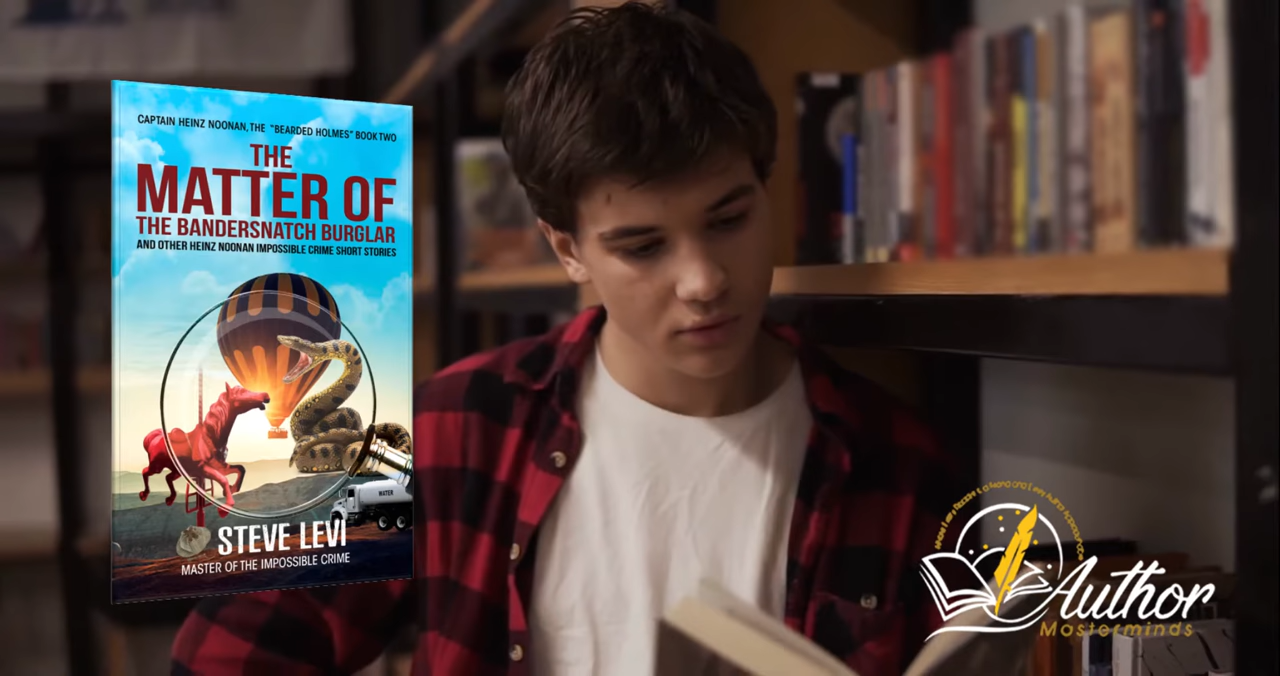 CAPTAIN HEINZ NOONAN, THE "BEARDED HOLMES" BOOK TWO
THE
MATTER OF
THE BANDERSNATCH BURGLAR
AND OTHER HEINZ NOONAN IMPOSSIBLE CRIME SHORT STORIES
WATER
STEVE LEVI
MASTER OF THE IMPOSSIBLE CRIME
Author
Masterminds